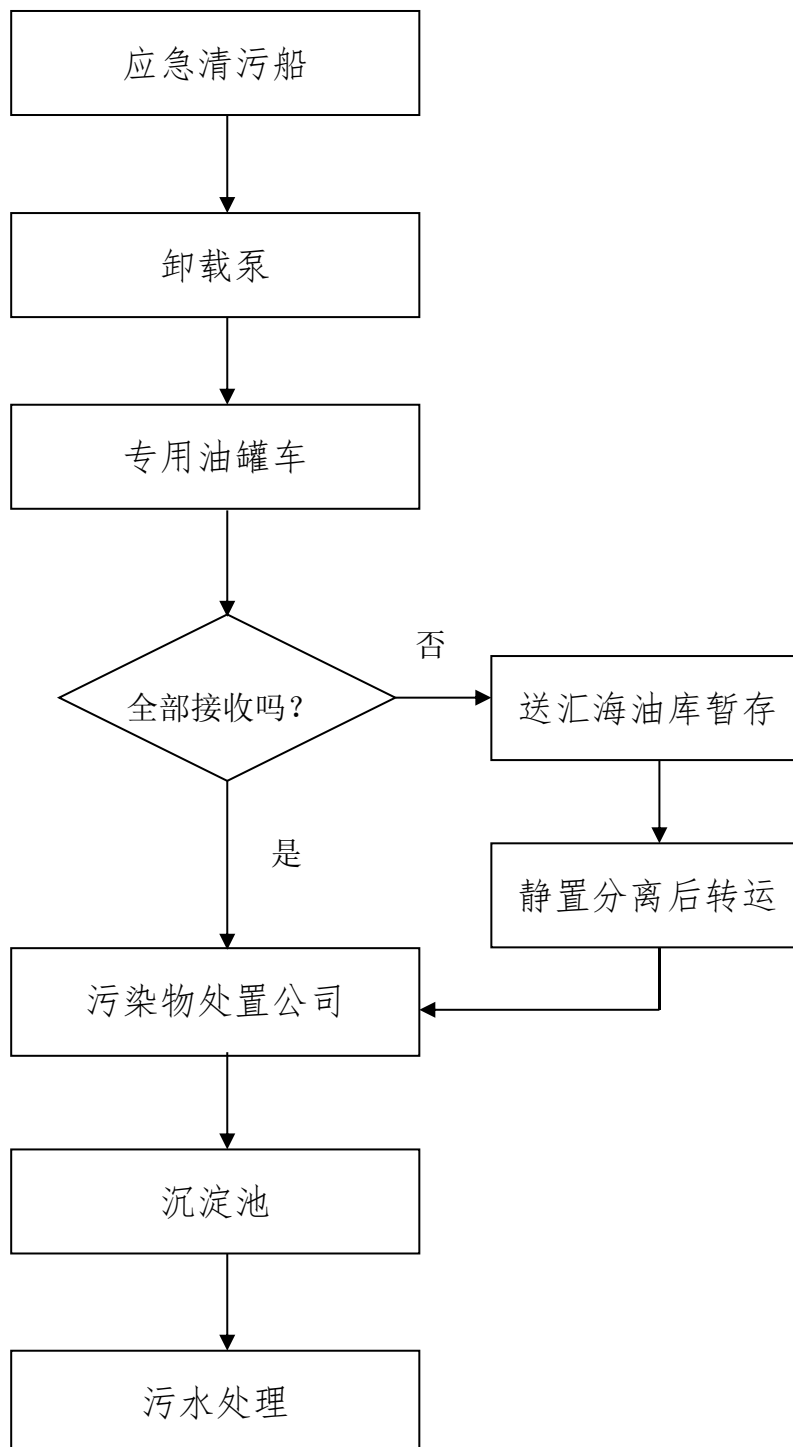 应急清污船
卸载泵
专用油罐车
否
全部接收吗？
送汇海油库暂存
是
静置分离后转运
污染物处置公司
沉淀池
污水处理